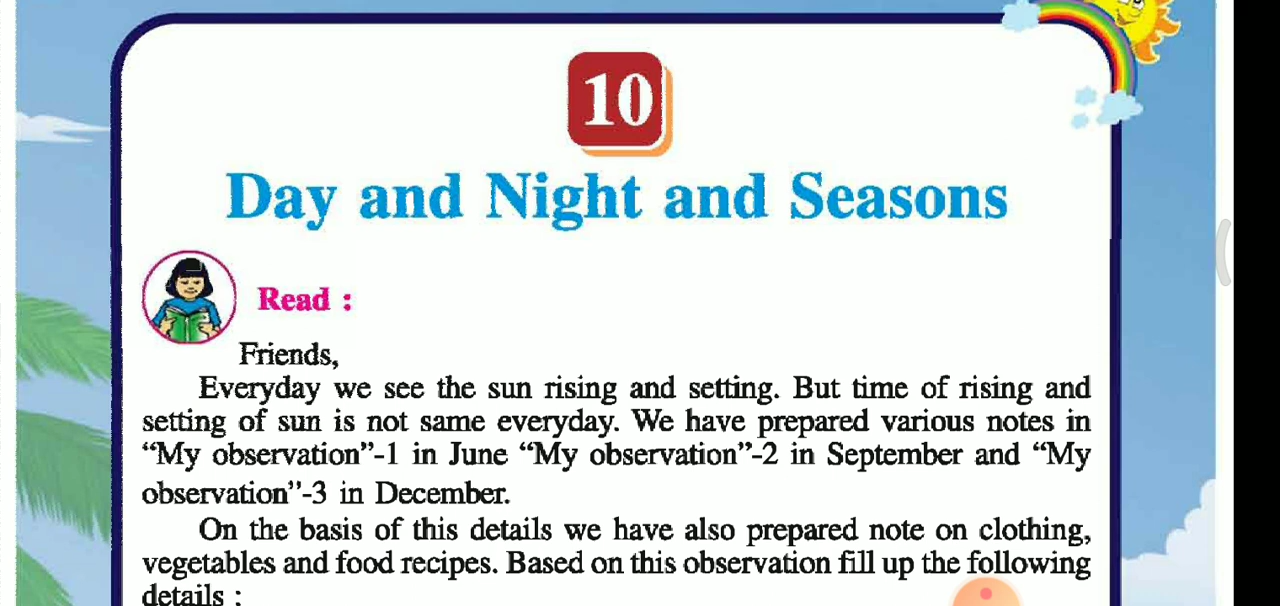 10
Day and Night and Seasons
Read :
Friends,
Everyday we see the sun rising and setting. But time of rising and
setting of sun is not same everyday. We have prepared various notes in
“My observation”-1 in June “My observation”-2 in September and “My
observation”-3 in December.
On the basis of this details we have also prepared note on clothing,
vegetables and food recipes. Based on this observation fill up the following
details :